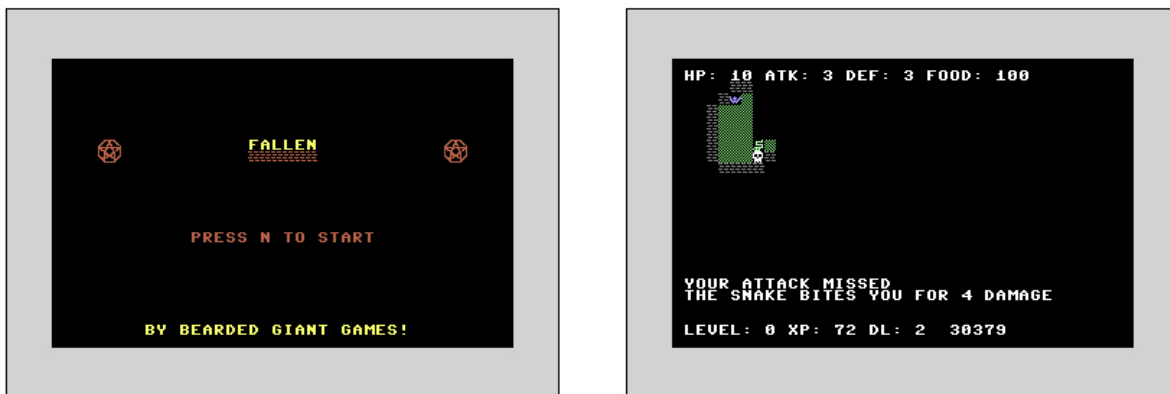 FALLEN
PRESS N TO START
BY BEARDED GIANT GAMES!
HP: 10 ATK: 3 DEF: 3 FOOD: 100
YOUR ATTACK MISSED
THE SNAKE BITES YOU FOR 4 DAMAGE
LEVEL: 0 XP: 72 DL: 2 30379